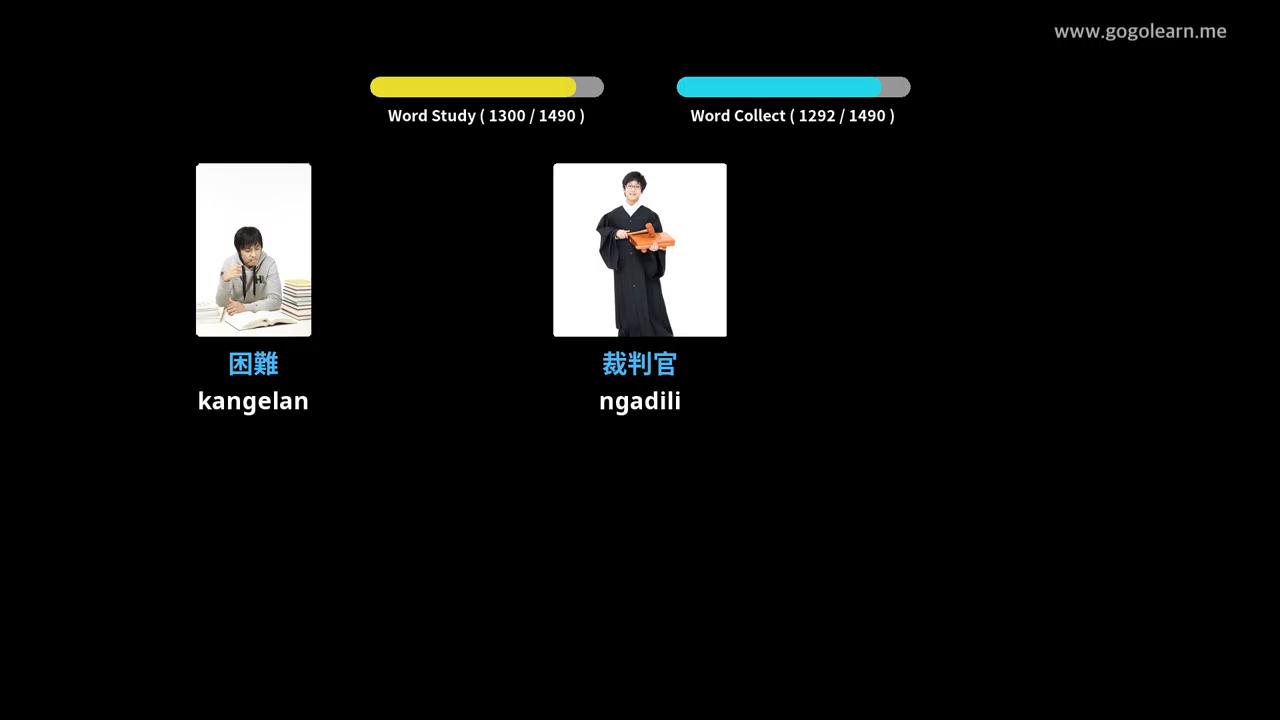 www.gogolearn.me
Word Study ( 1300 / 1490 )
Word Collect ( 1292 / 1490 )
困難
kangelan
裁判官
ngadili